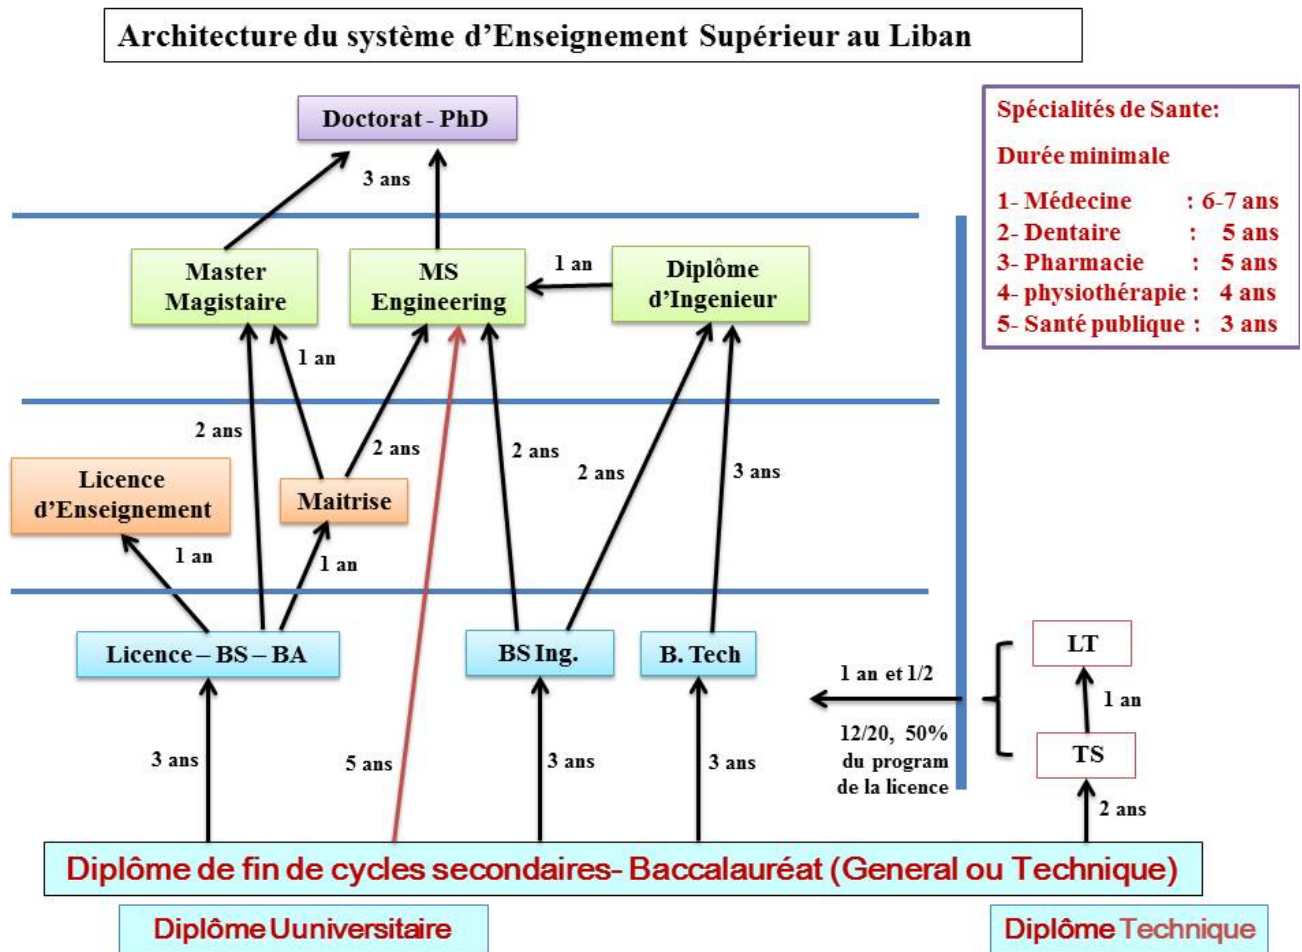 Architecture du système d'Enseignement Supérieur au Liban
Doctorat - PhD
3 ans
Spécialités de Sante:
Durée minimale
1- Médecine : 6-7 ans
2- Dentaire : 5 ans
3- Pharmacie : 5 ans
4- physiothérapie : 4 ans
5- Santé publique : 3 ans
Master
Magistaire
MS
Engineering
1 an
Diplôme
d'Ingenieur
1 an
2 ans
2 ans
2 ans
2 ans
3 ans
Licence
d'Enseignement
Maitrise
1 an
1 an
Licence – BS – BA
BS Ing.
B. Tech
LT
1 an et 1/2
1 an
12/20, 50%
du program
de la licence
TS
3 ans
5 ans
3 ans
3 ans
2 ans
Diplôme de fin de cycles secondaires- Baccalauréat (General ou Technique)
Diplôme Uuniversitaire
Diplôme Technique